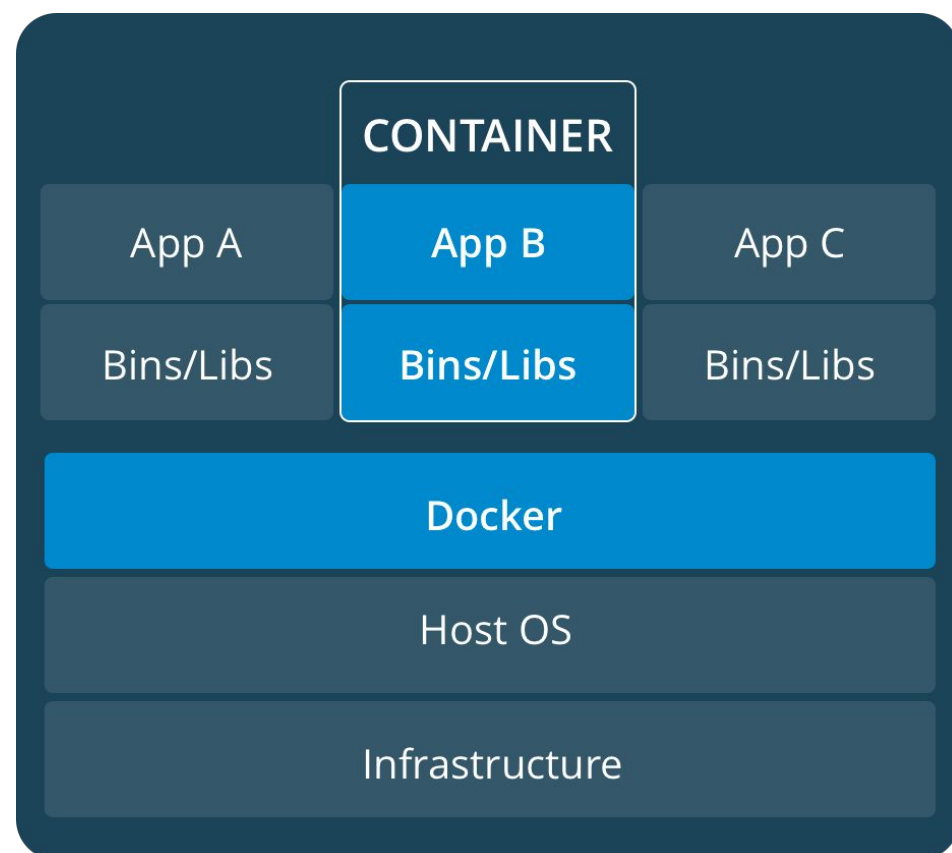 CONTAINER
App A
App B
App C
Bins/Libs
Bins/Libs
Bins/Libs
Docker
Host OS
Infrastructure